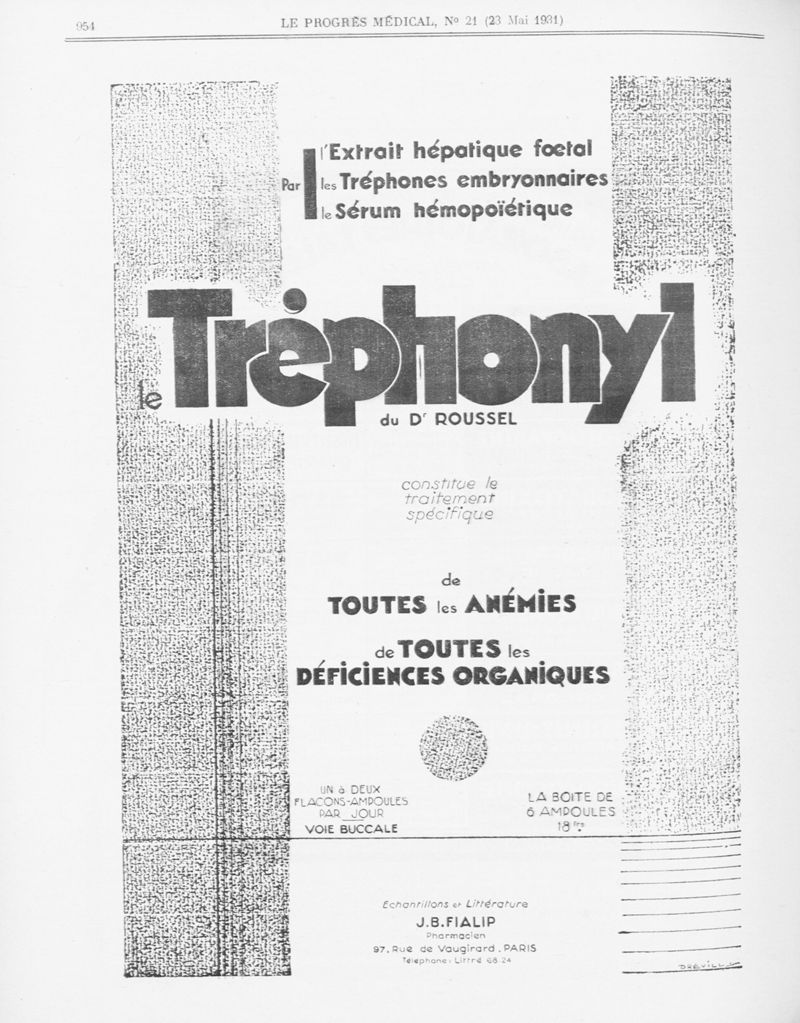 954
LE PROGRÈS MÉDICAL, No 21 (23 Mai 1931)
Par
l'Extrait hépatique fœtal
les Tréphones embryonnaires
le Sérum hémopoïétique
le Tréphonyl
du Dr ROUSSEL
constitue le
traitement
spécifique
de
TOUTES les ANÉMIES
de TOUTES les
DÉFICIENCES ORGANIQUES
UN à DEUX
FLACONS-AMPOULES
PAR JOUR
VOIE BUCCALE
LA BOITE DE
6 AMPOULES
18 frs
Echantillons et Littérature
J.B.FIALIP
Pharmacien
97, Rue de Vaugirard. PARIS
Téléphone: Littré 68-24